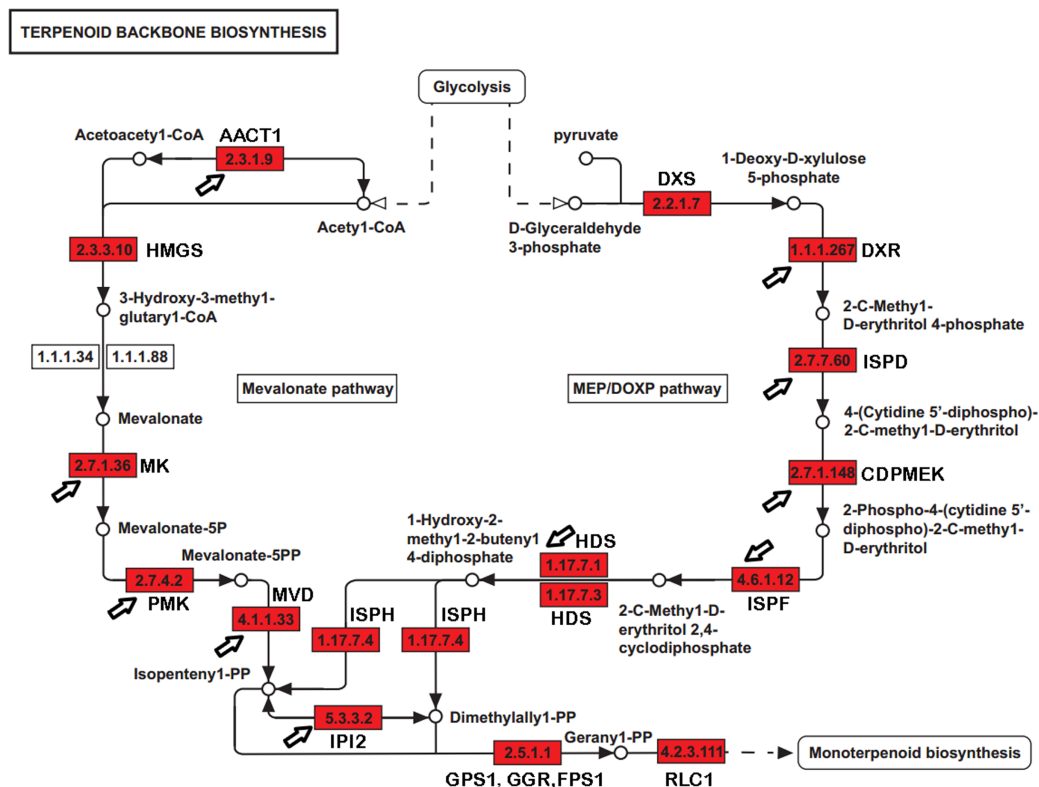 TERPENOID BACKBONE BIOSYNTHESIS
Glycolysis
Acetoacety1-CoA
AACT1
2.3.1.9
Acety1-CoA
pyruvate
D-Glyceraldehyde
3-phosphate
DXS
2.2.1.7
1-Deoxy-D-xylulose
5-phosphate
2.3.3.10
HMGS
1.1.1.267
DXR
3-Hydroxy-3-methy1-
glutary1-CoA
2-C-Methy1-
D-erythritol 4-phosphate
1.1.1.34
1.1.1.88
2.7.7.60
ISPD
Mevalonate pathway
MEP/DOXP pathway
Mevalonate
4-(Cytidine 5'-diphospho)-
2-C-methy1-D-erythritol
2.7.1.36
MK
2.7.1.148
CDPMEK
Mevalonate-5P
2-Phospho-4-(cytidine 5'-
diphospho)-2-C-methy1-
D-erythritol
1-Hydroxy-2-
methy1-2-buteny1
4-diphosphate
HDS
1.17.7.1
1.17.7.3
HDS
Mevalonate-5PP
2.7.4.2
PMK
MVD
4.1.1.33
4.6.1.12
ISPF
2-C-Methy1-D-
erythritol 2,4-
cyclodiphosphate
ISPH
1.17.7.4
ISPH
1.17.7.4
Isopenteny1-PP
5.3.3.2
IPI2
Dimethylally1-PP
2.5.1.1
GPS1, GGR,FPS1
Gerany1-PP
4.2.3.111
RLC1
Monoterpenoid biosynthesis